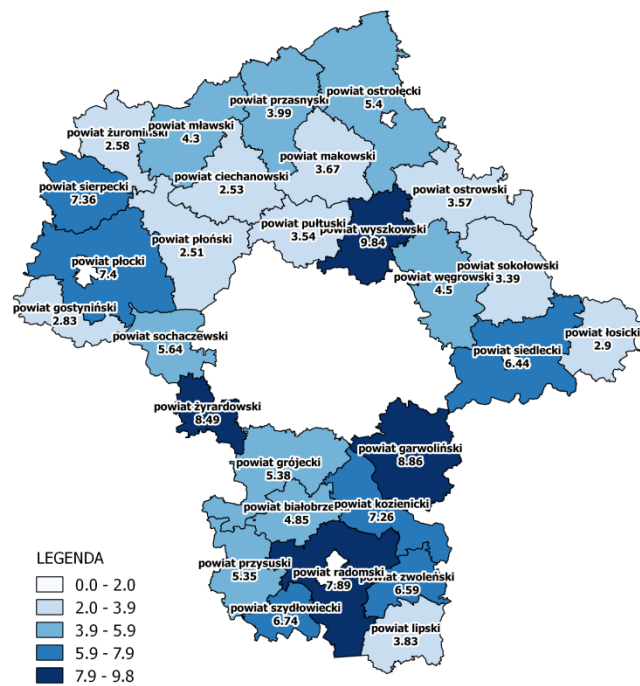 powiat ostrołęcki
5.4
powiat przasnyski
3.99
powiat mławski
4.3
powiat żuromiński
2.58
powiat makowski
3.67
powiat ciechanowski
2.53
powiat sierpecki
7.36
powiat ostrowski
3.57
powiat pułtuski
3.54
powiat wyszkowski
9.84
powiat płoński
2.51
powiat płocki
7.4
powiat węgrowski
4.5
powiat sokołowski
3.39
powiat gostyniński
2.83
powiat sochaczewski
5.64
powiat łosicki
2.9
powiat siedlecki
6.44
powiat żyrardowski
8.49
powiat garwoliński
8.86
powiat grójecki
5.38
powiat kozienicki
7.26
powiat białobrze
4.85
powiat przysuski
5.35
powiat radomski
7.89
powiat zwoleński
6.59
powiat szydłowiecki
6.74
powiat lipski
3.83
LEGENDA
0.0 - 2.0
2.0 - 3.9
3.9 - 5.9
5.9 - 7.9
7.9 - 9.8